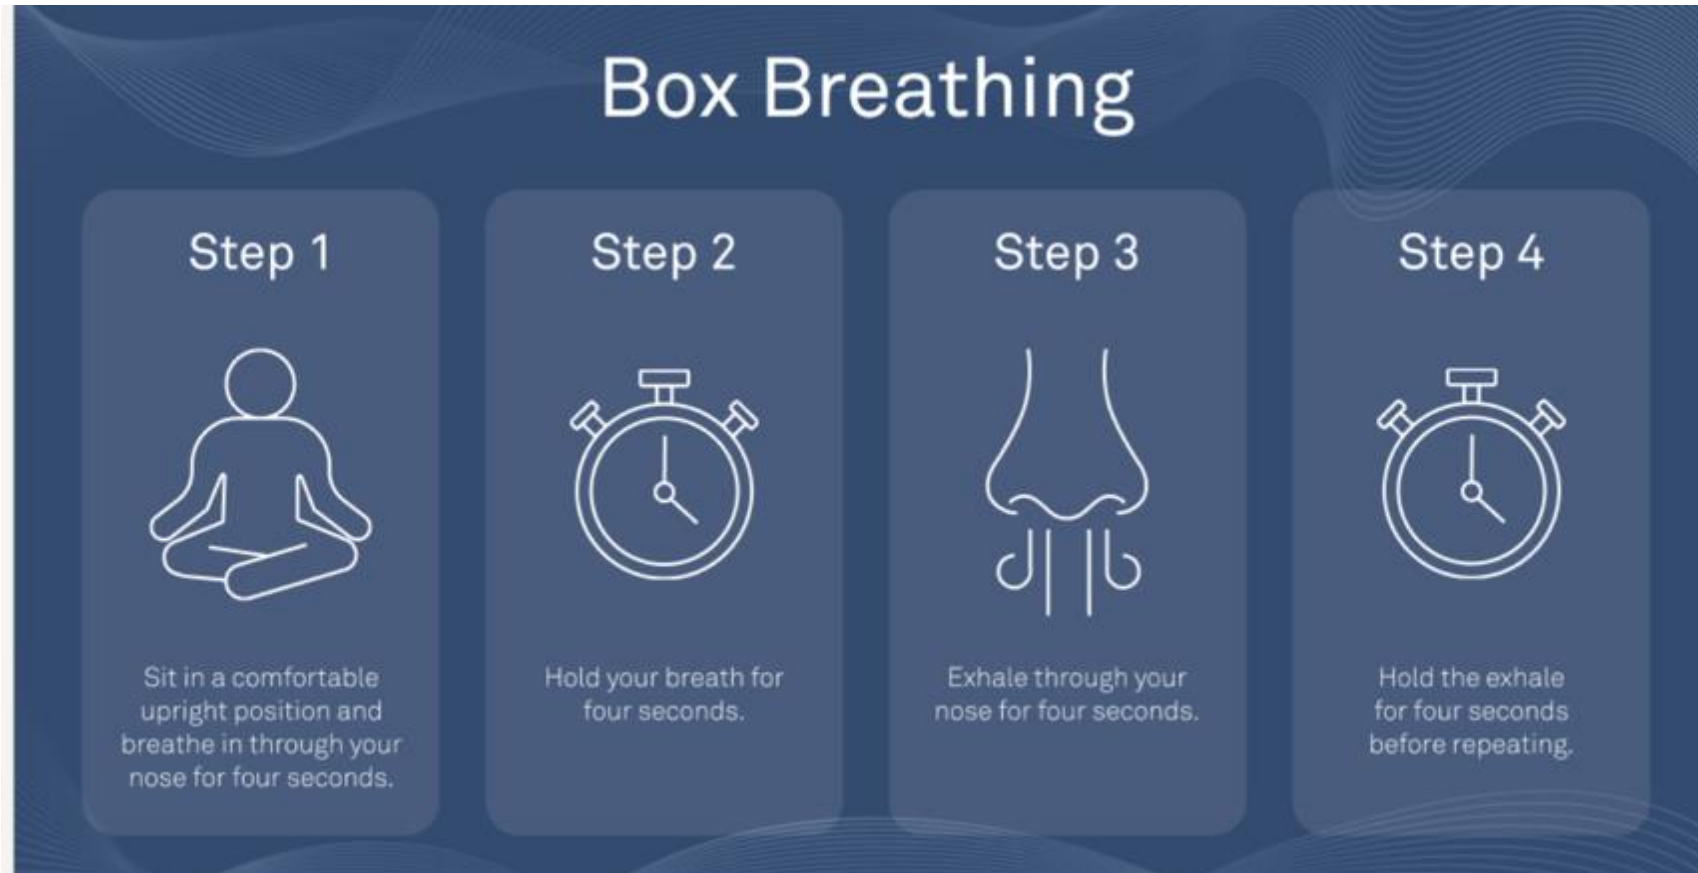 Box Breathing
Step 1
Sit in a comfortable
upright position and
breathe in through your
nose for four seconds.
Step 2
Hold your breath for
four seconds.
Step 3
Exhale through your
nose for four seconds.
Step 4
Hold the exhale
for four seconds
before repeating.